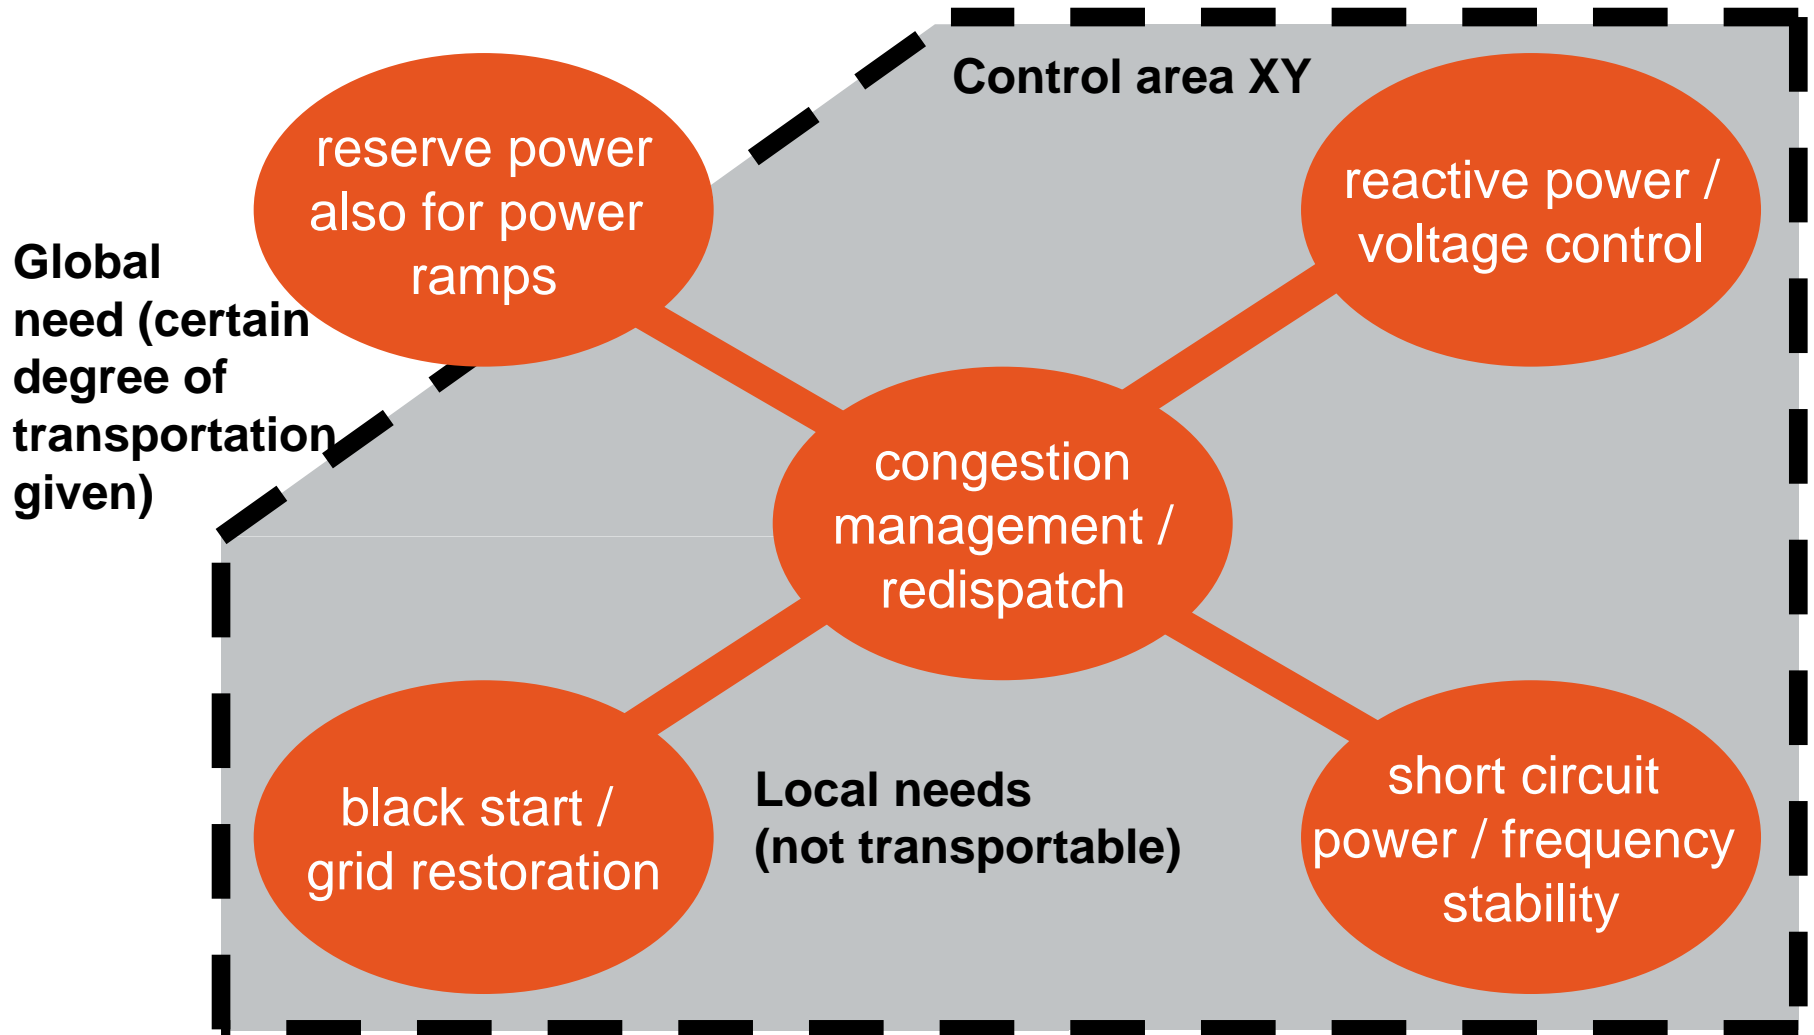 Control area XY
reserve power
also for power
ramps
reactive power /
voltage control
Global
need (certain
degree of
transportation
given)
congestion
management /
redispatch
black start /
grid restoration
Local needs
(not transportable)
short circuit
power / frequency
stability